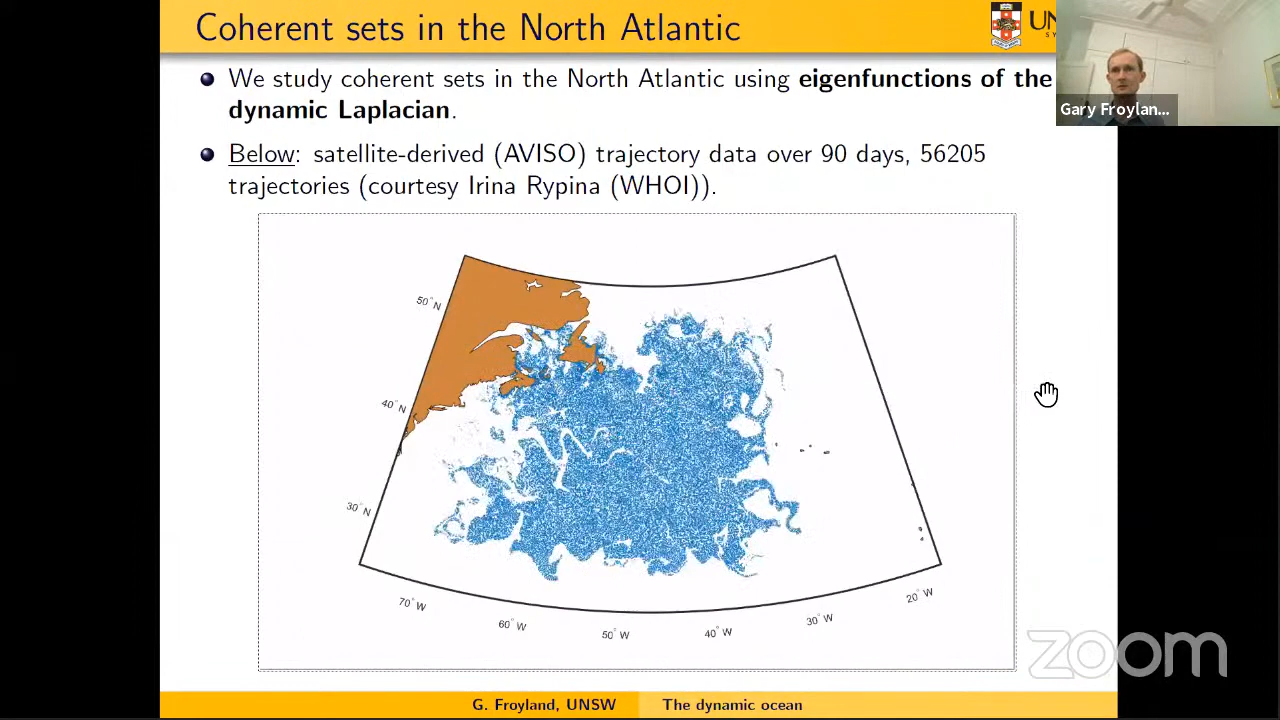 Coherent sets in the North Atlantic
We study coherent sets in the North Atlantic using eigenfunctions of the
dynamic Laplacian.
Gary Froylan...
Below: satellite-derived (AVISO) trajectory data over 90 days, 56205
trajectories (courtesy Irina Rypina (WHOI)).
50°N
40°N
30°N
70°W
60°W
50°W
40°W
30°W
20°W
zoom
G. Froyland, UNSW
The dynamic ocean